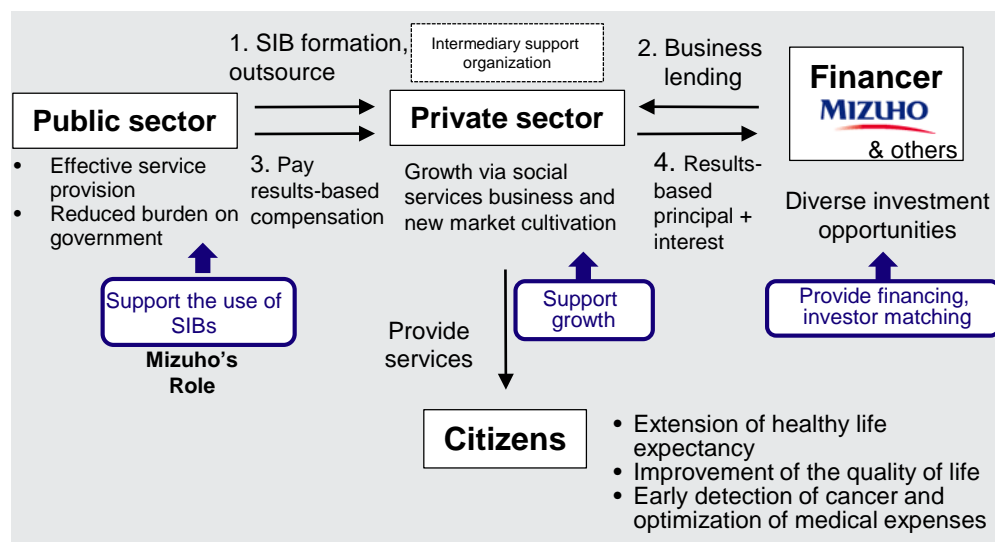 1. SIB formation,
outsource
Intermediary support
organization
2. Business
lending
Financer
MIZUHO
& others
Public sector
Private sector
• Effective service
provision
• Reduced burden on
government
3. Pay
results-based
compensation
Growth via social
services business and
new market cultivation
4. Results-
based
principal +
interest
Diverse investment
opportunities
Support the use of
SIBs
Mizuho's
Role
Support
growth
Provide financing,
investor matching
Provide
services
Citizens
• Extension of healthy life
expectancy
• Improvement of the quality of life
• Early detection of cancer and
optimization of medical expenses